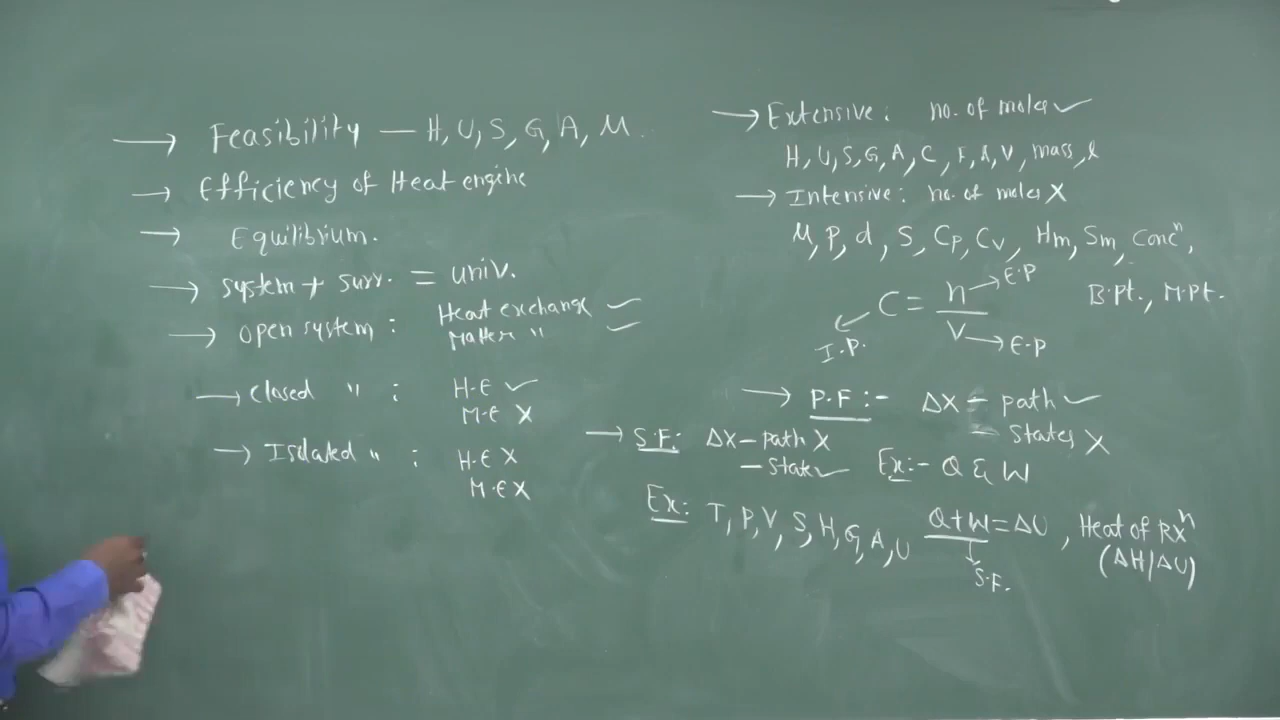 → Feasibility — H, U, S, G, A, μ.
→ Efficiency of Heat engine
→ Equilibrium.
→ System + Surr. = Univ.
→ Open system : Heat exchange ✓
Matter " ✓
→ Closed " : H.E ✓
M.E X
→ Isolated " : H.E X
M.E X
→ Extensive : no. of moles ✓
H, U, S, G, A, C, F, A, V, mass, l
→ Intensive : no. of moles X
μ, P, d, S, Cp, Cv, Hm, Sm, Concⁿ,
B.Pt., M.Pt.
C = n/V
n → E.P
V → E.P
I.P.
→ P.F :- ΔX – path ✓
– States X
→ S.F: ΔX – path X
– State ✓
Ex:- Q & W
Ex: T, P, V, S, H, G, A, U Q+W = ΔU , Heat of RXⁿ
(ΔH/ΔU)
S.F.